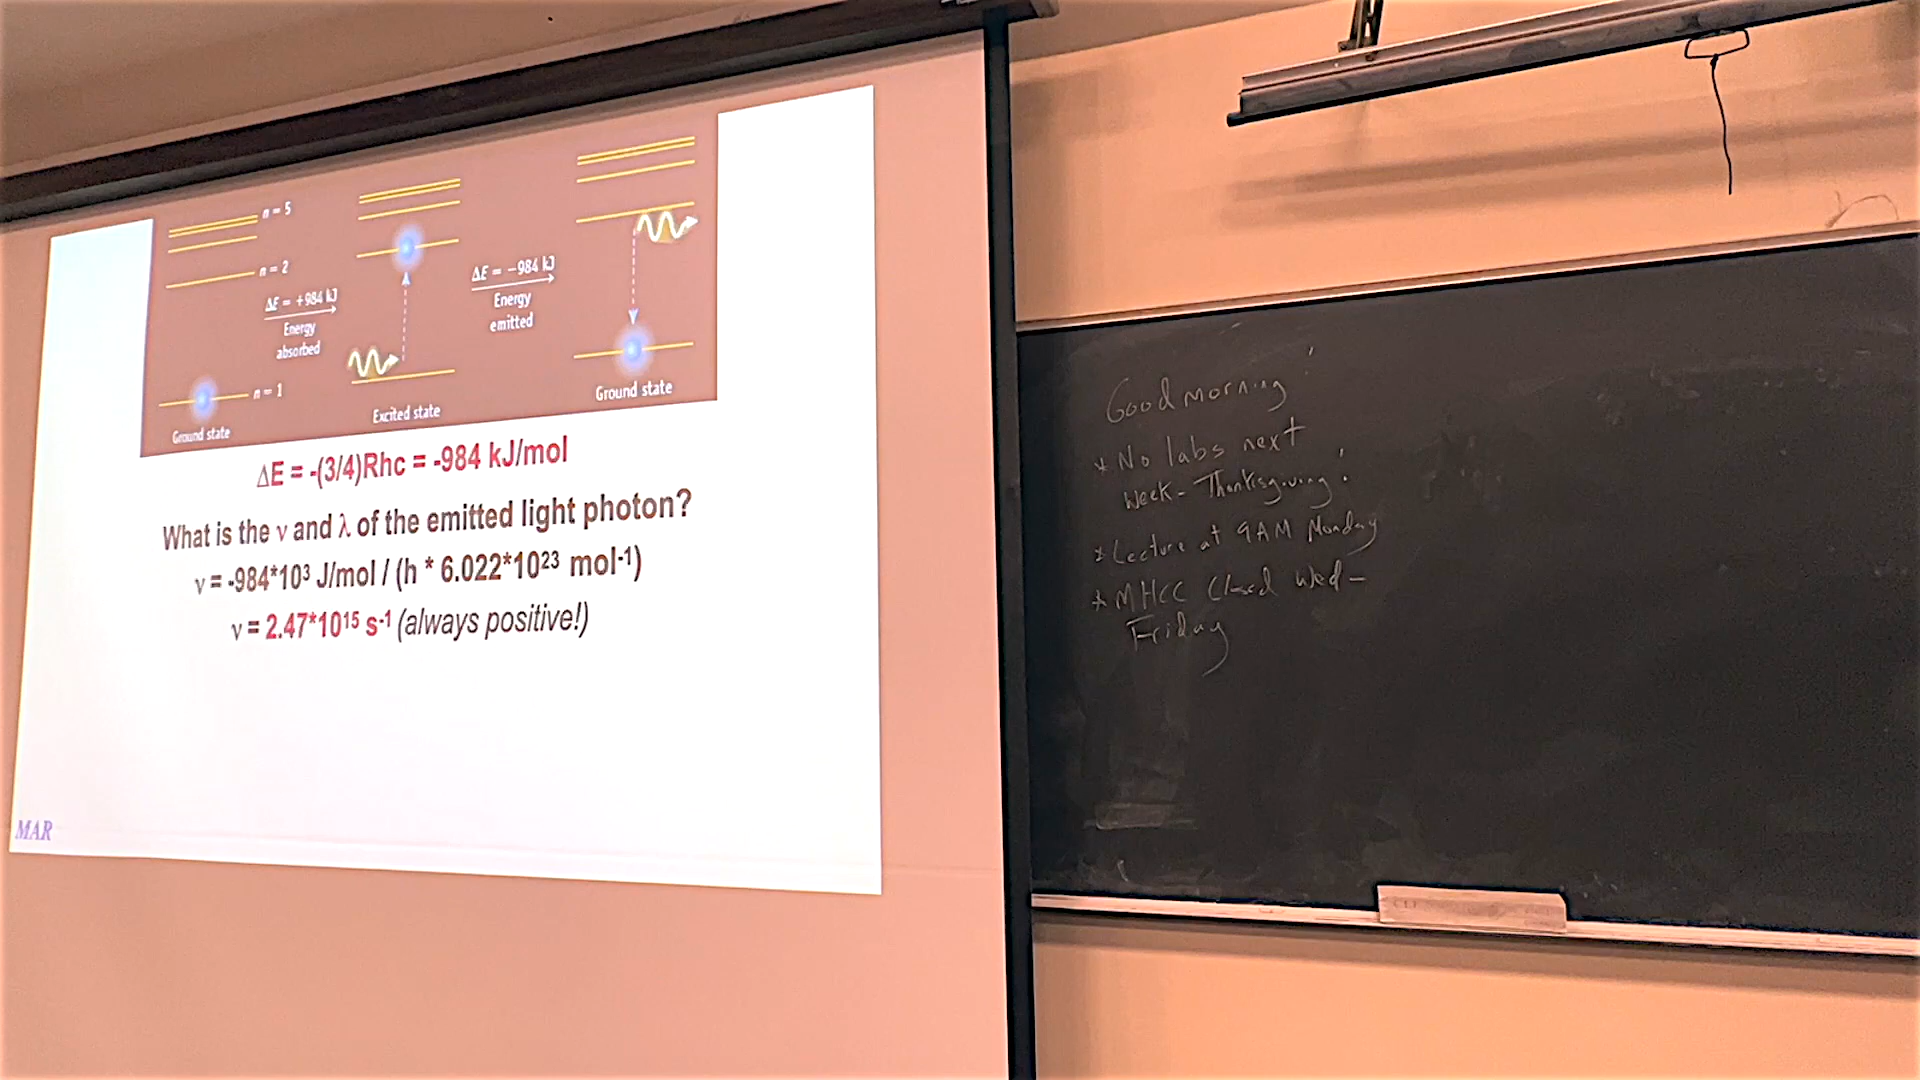 n = 5
n = 2
ΔE = +984 kJ
Energy
absorbed
n = 1
Ground state
Excited state
ΔE = −984 kJ
Energy
emitted
Ground state
ΔE = -(3/4)Rhc = -984 kJ/mol
What is the ν and λ of the emitted light photon?
ν = -984*10³ J/mol / (h * 6.022*10²³ mol⁻¹)
ν = 2.47*10¹⁵ s⁻¹ (always positive!)
MAR
Good morning!
* No labs next
week - Thanksgiving!
* Lecture at 9AM Monday
* MHCC Closed Wed -
Friday